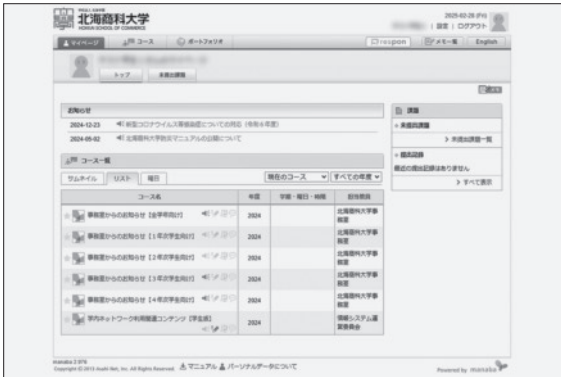 北海商科大学
HOKKAI SCHOOL OF COMMERCE
2025-02-28 (Fri)
設定 | ログアウト
マイページ
コース
ポートフォリオ
respon
メモ一覧
English
トップ
未提出課題
お知らせ
2024-12-23 新型コロナウイルス等感染症についての対応（令和６年度）
2024-09-02 北海商科大学防災マニュアルの公開について
コース一覧
サムネイル
リスト
曜日
現在のコース
すべての年度
コース名
年度
学期・曜日・時限
担当教員
事務室からのお知らせ【全学年向け】
2024
北海商科大学事務室
事務室からのお知らせ【１年次学生向け】
2024
北海商科大学事務室
事務室からのお知らせ【２年次学生向け】
2024
北海商科大学事務室
事務室からのお知らせ【３年次学生向け】
2024
北海商科大学事務室
事務室からのお知らせ【４年次学生向け】
2024
北海商科大学事務室
学内ネットワーク利用関連コンテンツ【学生版】
2024
情報システム運営委員会
課題
未提出課題
未提出課題一覧
提出記録
最近の提出記録はありません
すべて表示
manaba 2.976
Copyright © 2013 Asahi Net, Inc. All Rights Reserved.
マニュアル
パーソナルデータについて
Powered by manaba